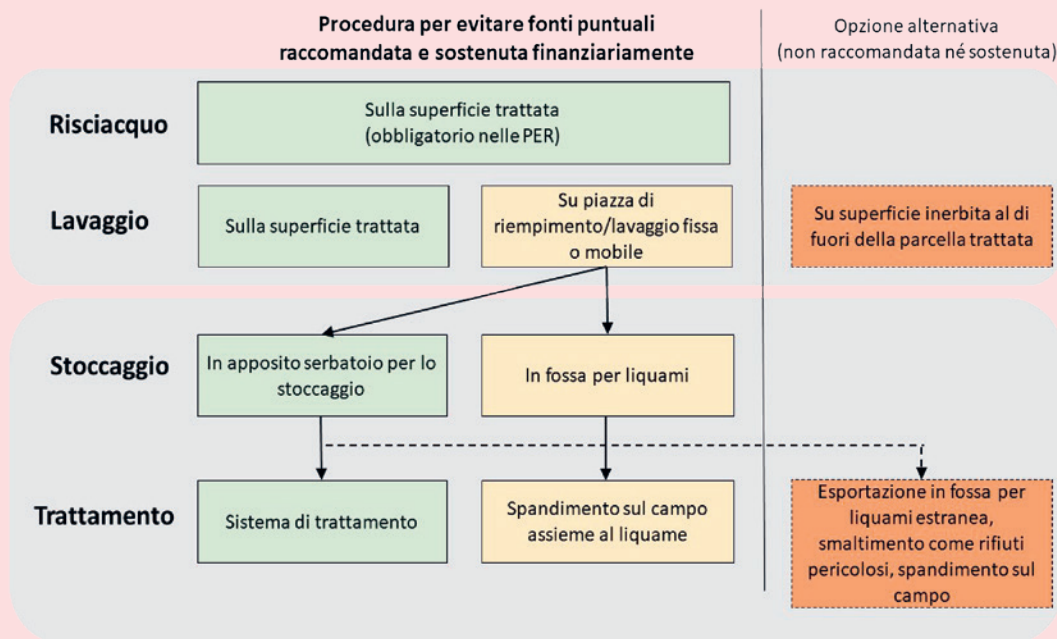 Procedura per evitare fonti puntuali
raccomandata e sostenuta finanziariamente
Opzione alternativa
(non raccomandata né sostenuta)
Risciacquo
Sulla superficie trattata
(obbligatorio nelle PER)
Lavaggio
Sulla superficie trattata
Su piazza di
riempimento/lavaggio fissa
o mobile
Su superficie inerbita al di
fuori della parcella trattata
Stoccaggio
In apposito serbatoio per lo
stoccaggio
In fossa per liquami
Trattamento
Sistema di trattamento
Spandimento sul campo
assieme al liquame
Esportazione in fossa per
liquami estranea,
smaltimento come rifiuti
pericolosi, spandimento sul
campo